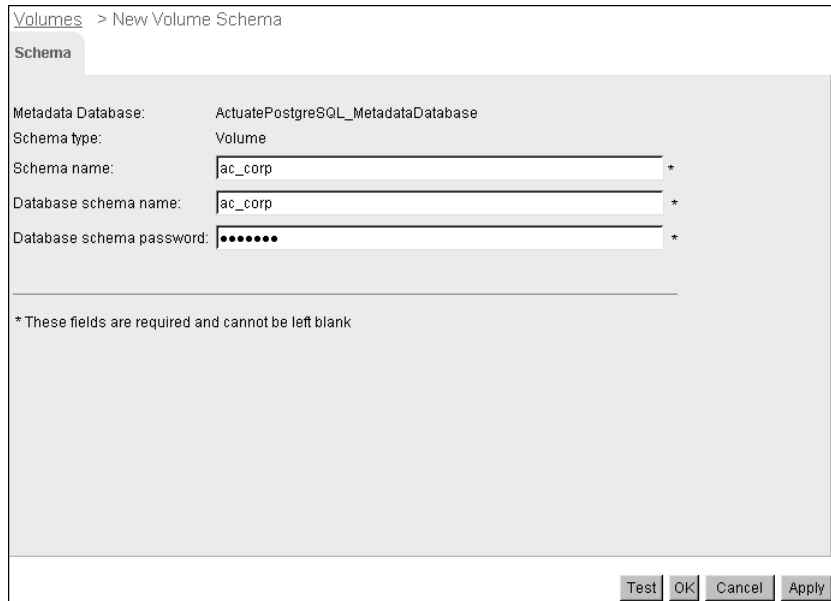 Volumes > New Volume Schema
Schema
Metadata Database: ActuatePostgreSQL_MetadataDatabase
Schema type: Volume
Schema name: ac_corp *
Database schema name: ac_corp *
Database schema password: ••••••• *
* These fields are required and cannot be left blank
Test OK Cancel Apply